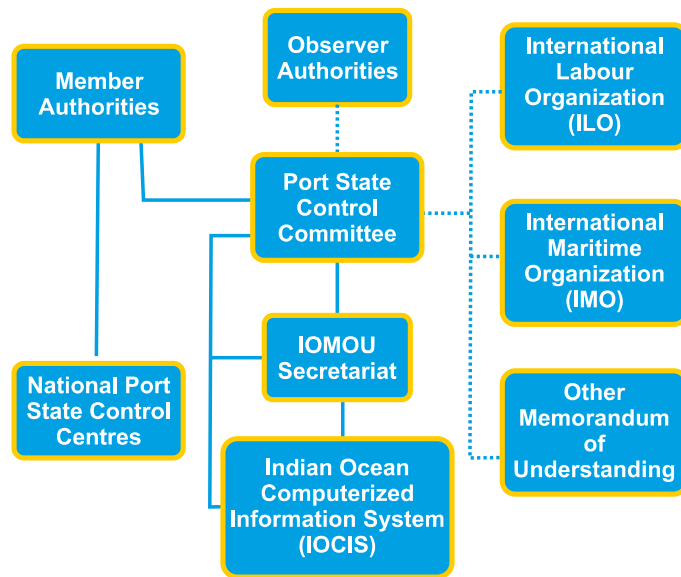 Member
Authorities
Observer
Authorities
International
Labour
Organization
(ILO)
Port State
Control
Committee
International
Maritime
Organization
(IMO)
IOMOU
Secretariat
National Port
State Control
Centres
Other
Memorandum
of
Understanding
Indian Ocean
Computerized
Information System
(IOCIS)